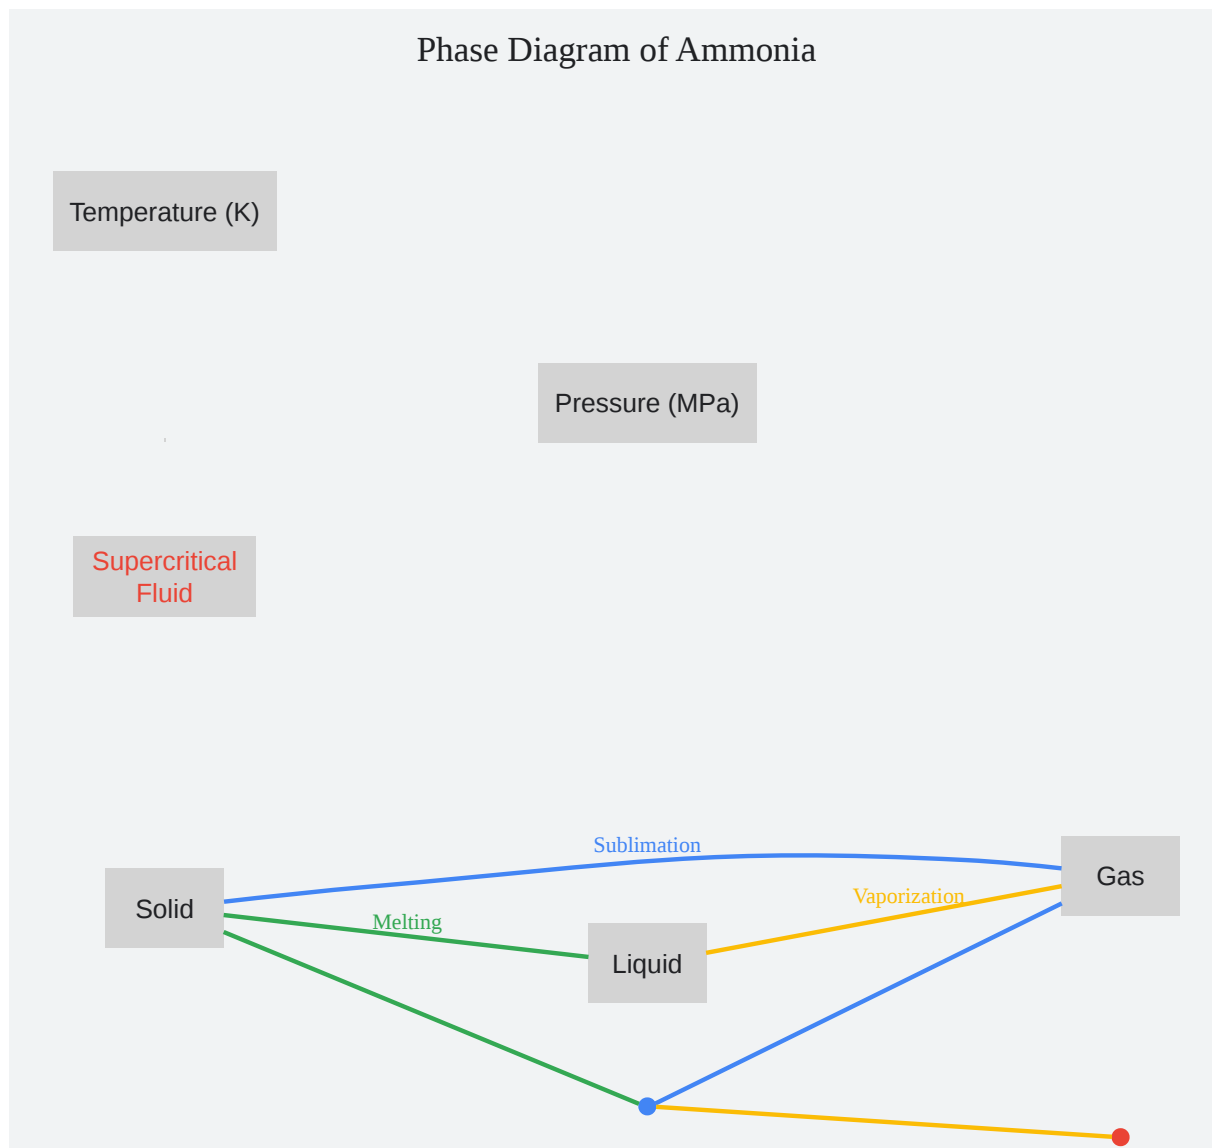 Phase Diagram of Ammonia
Temperature (K)
Pressure (MPa)
Supercritical
Fluid
Sublimation
Gas
Vaporization
Solid
Melting
Liquid